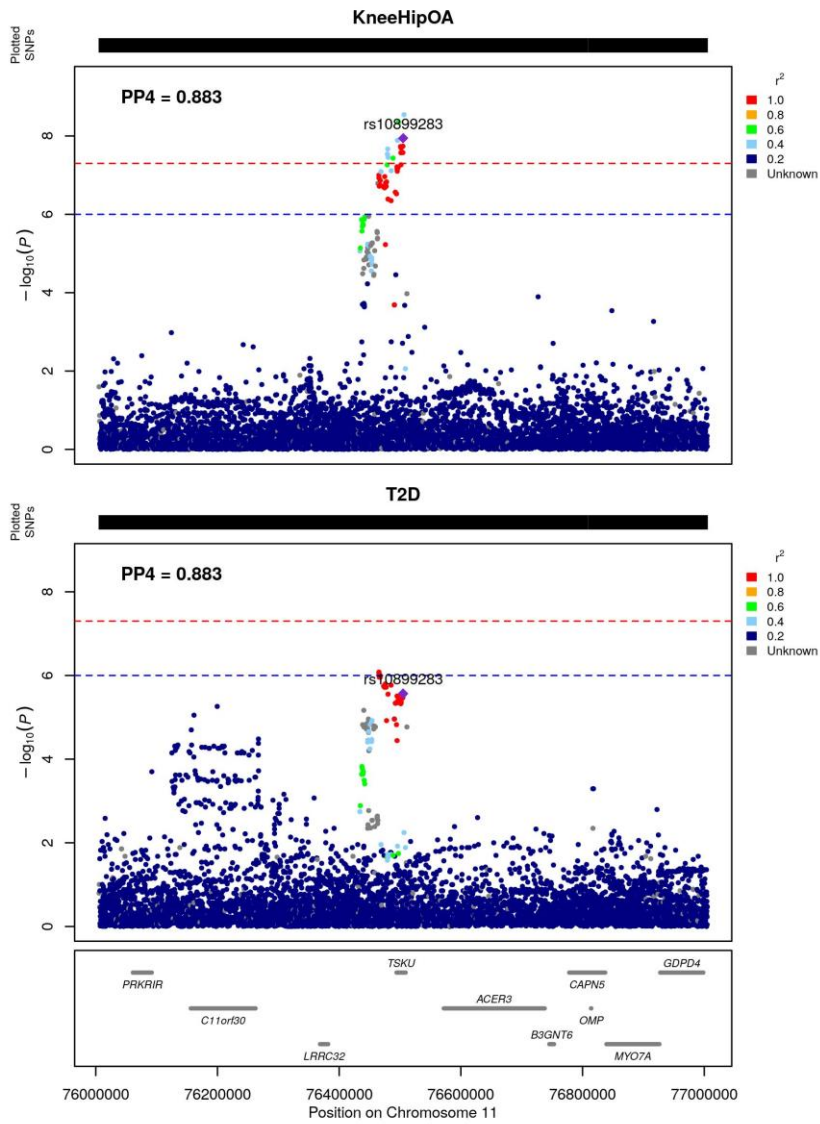 KneeHipOA
Plotted
SNPs
PP4 = 0.883
rs10899283
− log10(P)
0
2
4
6
8
r2
1.0
0.8
0.6
0.4
0.2
Unknown
T2D
Plotted
SNPs
PP4 = 0.883
rs10899283
− log10(P)
0
2
4
6
8
r2
1.0
0.8
0.6
0.4
0.2
Unknown
TSKU GDPD4
PRKRIR CAPN5
ACER3
C11orf30 OMP
B3GNT6
LRRC32 MYO7A
76000000 76200000 76400000 76600000 76800000 77000000
Position on Chromosome 11